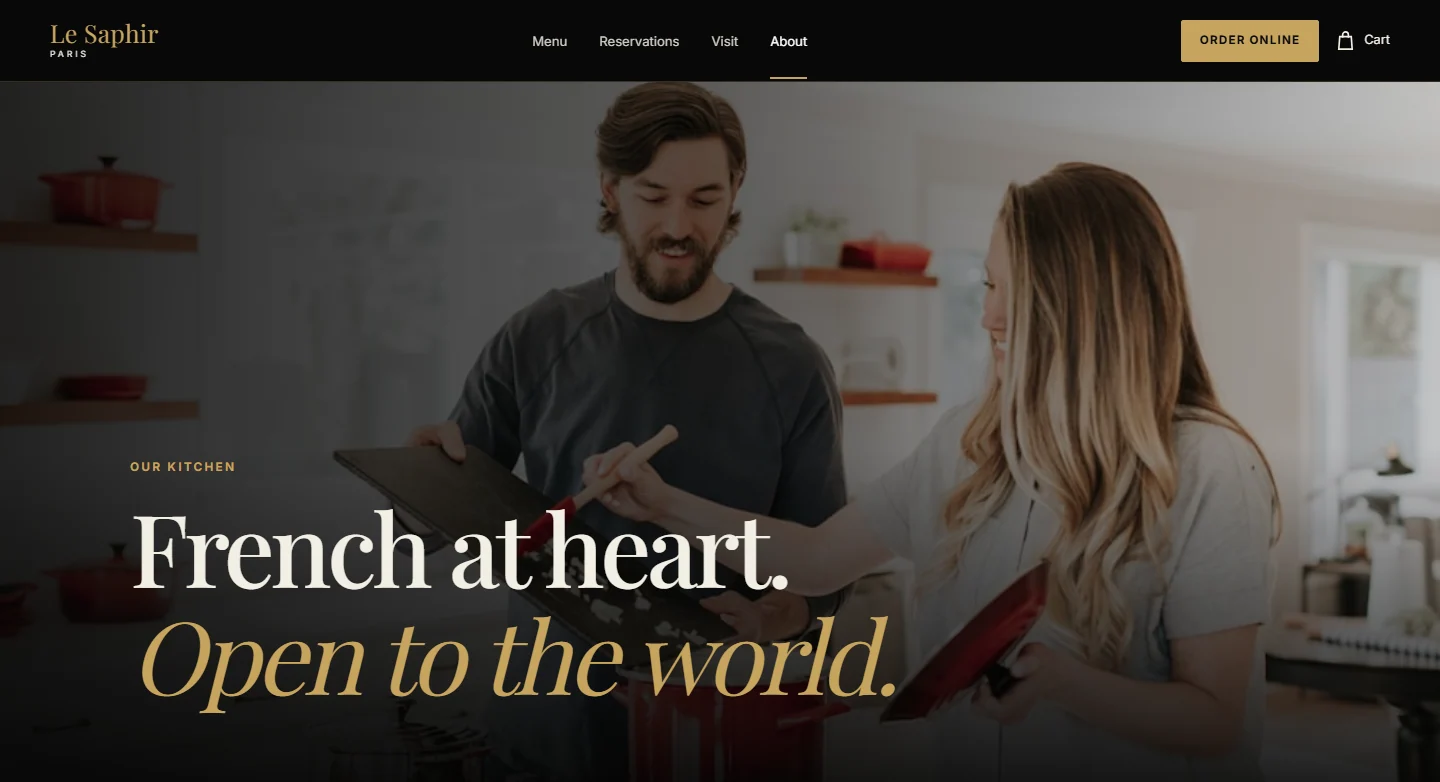 Le Saphir
PARIS
Menu
Reservations
Visit
About
ORDER ONLINE
Cart
OUR KITCHEN
French at heart.
Open to the world.